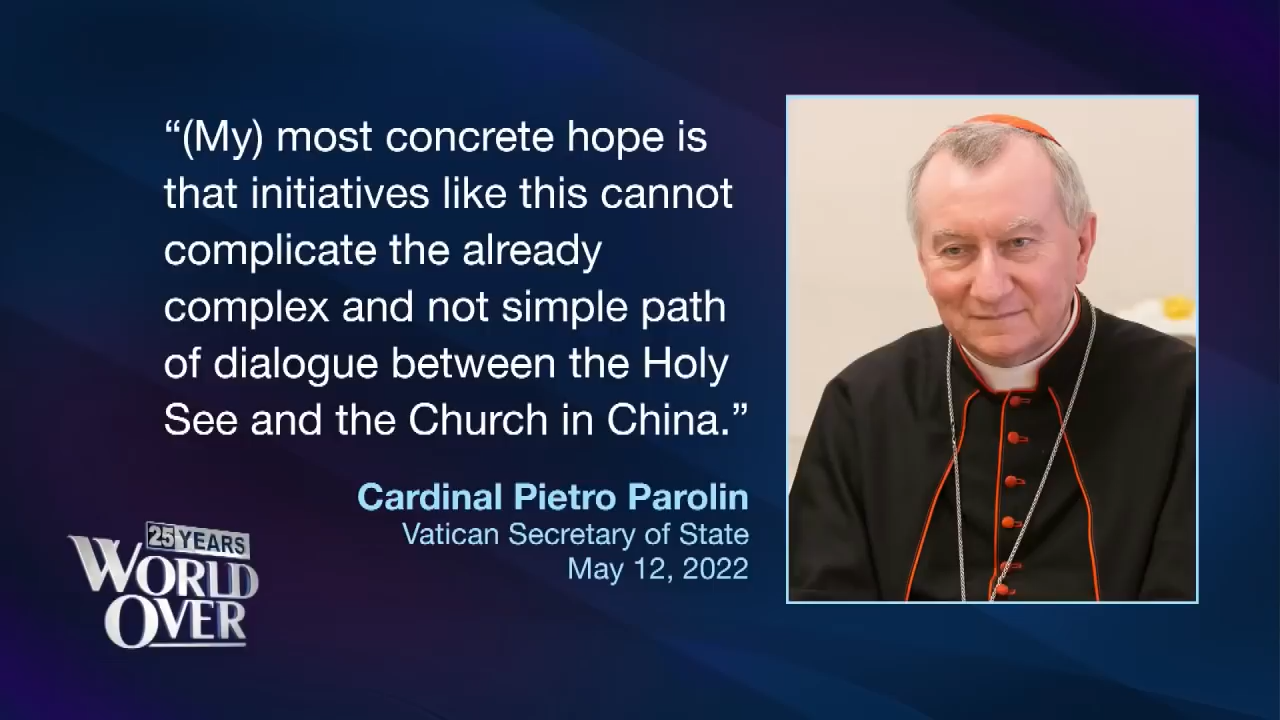 “(My) most concrete hope is
that initiatives like this cannot
complicate the already
complex and not simple path
of dialogue between the Holy
See and the Church in China.”
Cardinal Pietro Parolin
Vatican Secretary of State
May 12, 2022
25 YEARS
WORLD
OVER